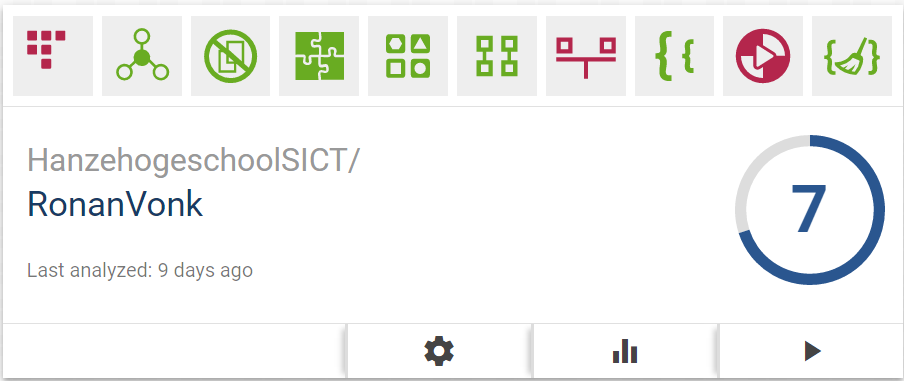 HanzehogeschoolSICT/
RonanVonk
7
Last analyzed: 9 days ago